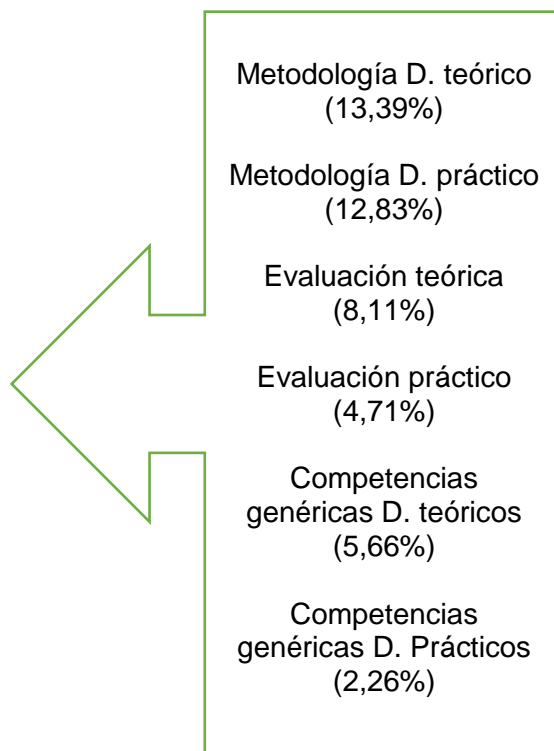 Metodología D. teórico
(13,39%)
Metodología D. práctico
(12,83%)
Evaluación teórica
(8,11%)
Evaluación práctico
(4,71%)
Competencias
genéricas D. teóricos
(5,66%)
Competencias
genéricas D. Prácticos
(2,26%)